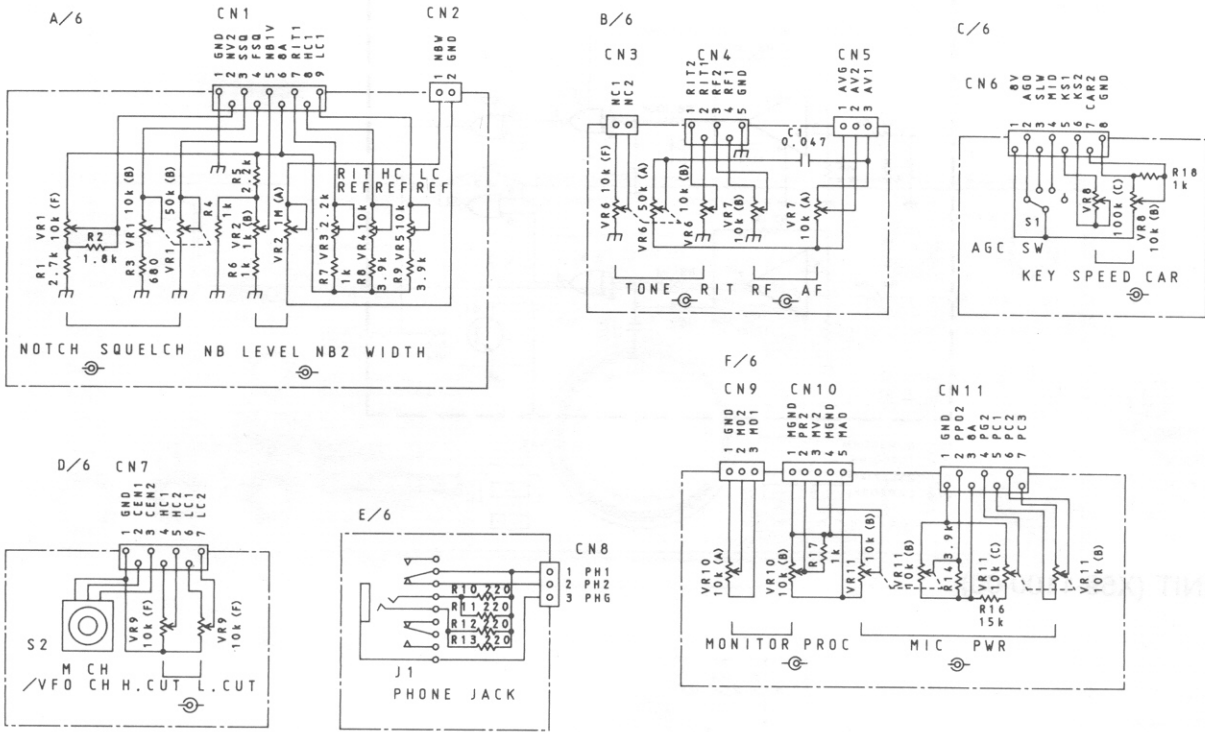 A/6
CN1
1 GND
2 NV2
3 SSQ
4 FSQ
5 NB1V
6 8A
7 RIT1
8 HC1
9 LC1
CN2
1 NBW
2 GND
VR1 10k (F)
R1 2.7k
R2
1.8k
VR1 10k (B)
R3 680
50k (B)
VR1
R4 1k
R5 2.2k
VR2 1k (B)
R6 1k
VR2 1M (A)
RIT HC LC
REF REF REF
VR3 2.2k
R7 1k
VR4 10k
R8 3.9k
VR5 10k
R9 3.9k
NOTCH SQUELCH NB LEVEL NB2 WIDTH
B/6
CN3
NC1
NC2
CN4
1 RIT2
2 RIT1
3 RF2
4 RF1
5 GND
CN5
1 AVG
2 AV2
3 AV1
C1
0.047
VR6 10k (F)
VR6 50k (A)
VR6 10k (B)
VR7 10k (B)
VR7 10k (A)
TONE RIT RF AF
C/6
CN6
1 8V
2 AGO
3 SLW
4 MID
5 KS1
6 KS2
7 CAR2
8 GND
R18
1k
S1
VR8 100k (C)
VR8 10k (B)
AGC SW
KEY SPEED CAR
D/6
CN7
1 GND
2 CEN1
3 CEN2
4 HC1
5 HC2
6 LC1
7 LC2
S2
VR9 10k (F)
VR9 10k (F)
M CH
/VFO CH H.CUT L.CUT
E/6
CN8
1 PH1
2 PH2
3 PHG
R10 220
R11 220
R12 220
R13 220
J1
PHONE JACK
F/6
CN9
1 GND
2 MO2
3 MO1
CN10
1 MGND
2 PR2
3 MV2
4 MGND
5 MAO
CN11
1 GND
2 PPO2
3 8A
4 PG2
5 PC1
6 PC2
7 PC3
VR10 10k (A)
VR10 10k (B)
R17 1k
VR11 10k (B)
VR11 10k (B)
R14 3.9k
VR11 10k (C)
R16
15k
VR11 10k (B)
MONITOR PROC MIC PWR